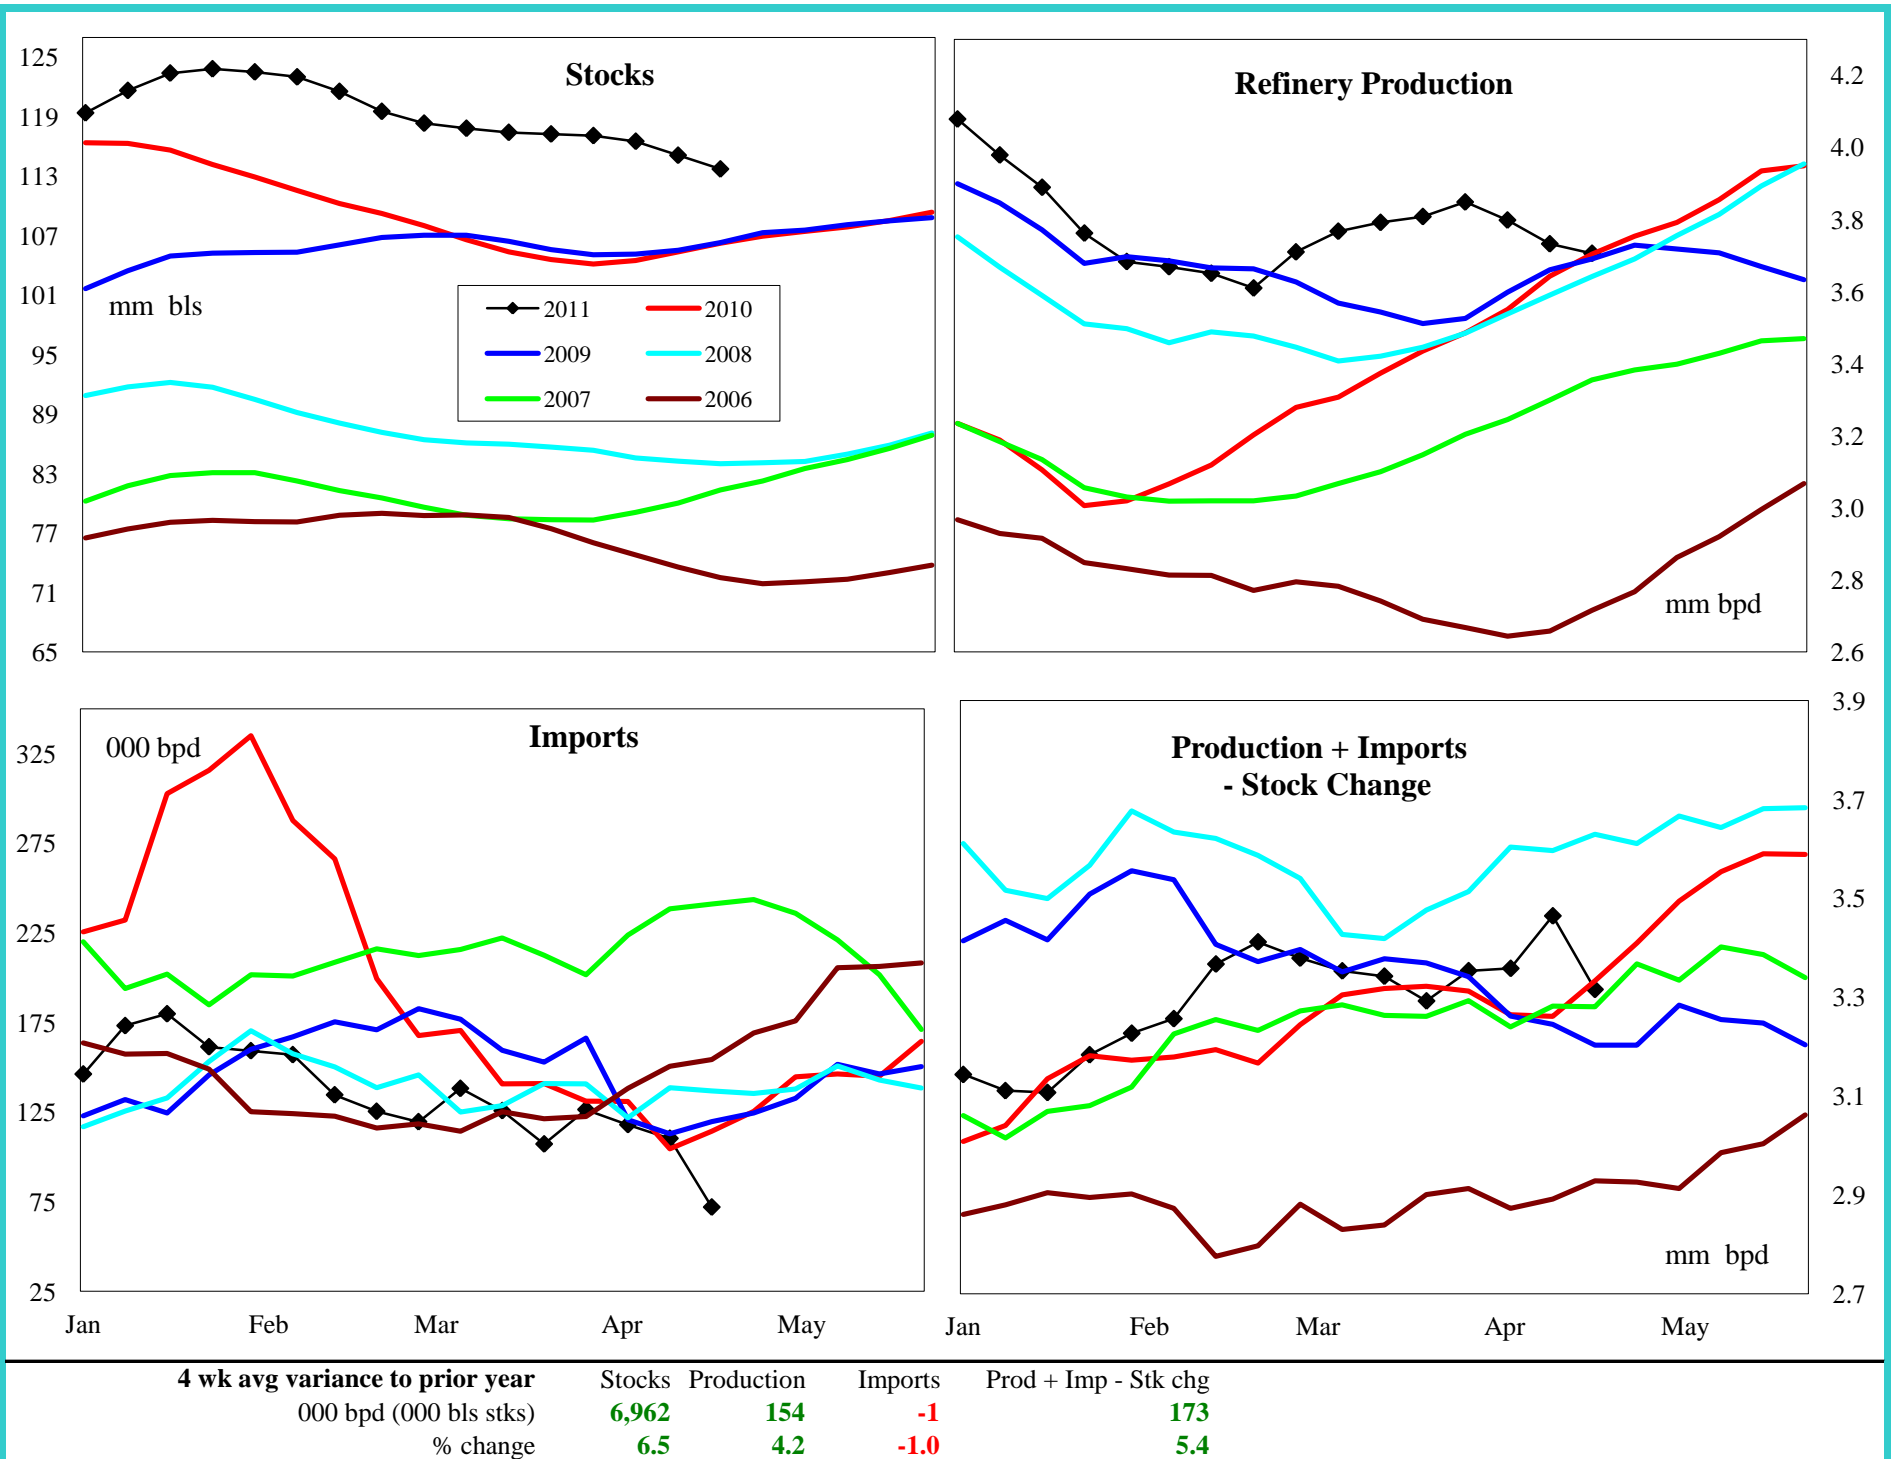 Stocks
125
119
113
107
101
95
89
83
77
71
65
mm bls
2011 2010
2009 2008
2007 2006
Refinery Production
4.2
4.0
3.8
3.6
3.4
3.2
3.0
2.8
2.6
mm bpd
Imports
000 bpd
325
275
225
175
125
75
25
Jan Feb Mar Apr May
Production + Imports
- Stock Change
3.9
3.7
3.5
3.3
3.1
2.9
2.7
mm bpd
Jan Feb Mar Apr May
4 wk avg variance to prior year Stocks Production Imports Prod + Imp - Stk chg
000 bpd (000 bls stks) 6,962 154 -1 173
% change 6.5 4.2 -1.0 5.4